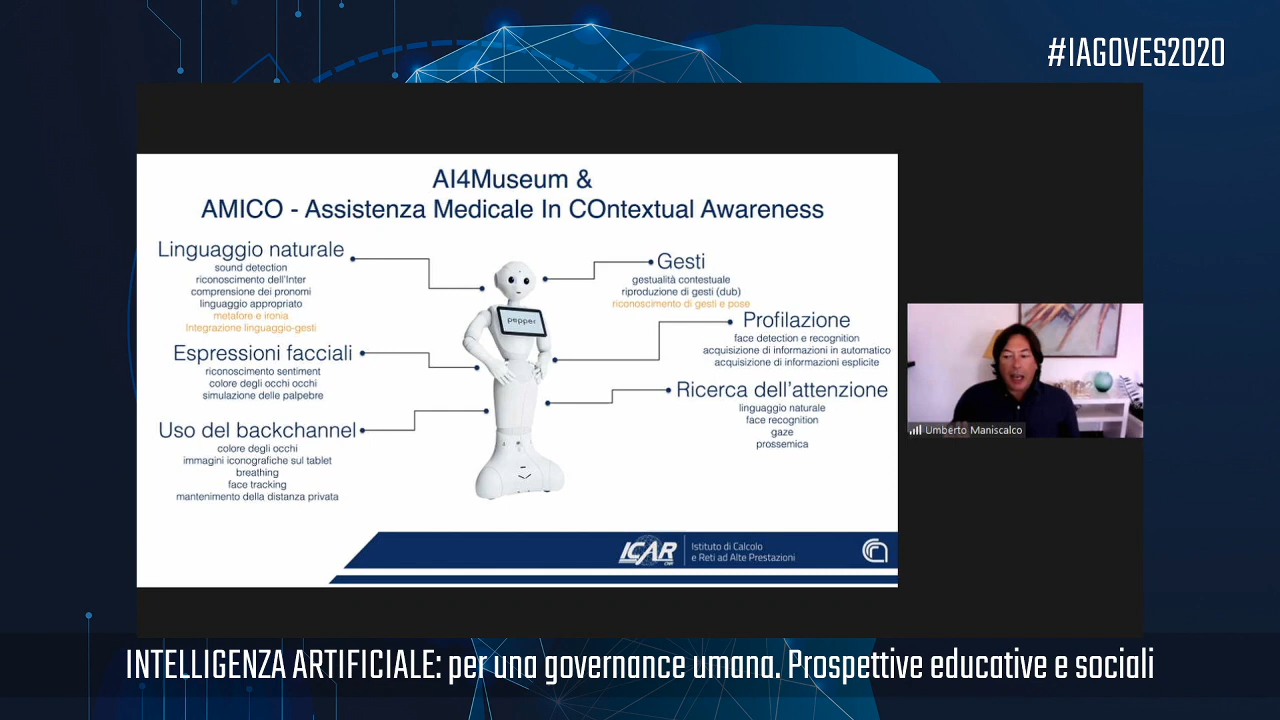 #IAGOVES2020
AI4Museum &
AMICO - Assistenza Medicale In COntextual Awareness
Linguaggio naturale
sound detection
riconoscimento dell'Inter
comprensione dei pronomi
linguaggio appropriato
metafore e ironia
Integrazione linguaggio-gesti
Espressioni facciali
riconoscimento sentiment
colore degli occhi occhi
simulazione delle palpebre
Uso del backchannel
colore degli occhi
immagini iconografiche sul tablet
breathing
face tracking
mantenimento della distanza privata
pepper
Gesti
gestualità contestuale
riproduzione di gesti (dub)
riconoscimento di gesti e pose
Profilazione
face detection e recognition
acquisizione di informazioni in automatico
acquisizione di informazioni esplicite
Ricerca dell'attenzione
linguaggio naturale
face recognition
gaze
prossemica
Umberto Maniscalco
ICAR
CNR
Istituto di Calcolo
e Reti ad Alte Prestazioni
INTELLIGENZA ARTIFICIALE: per una governance umana. Prospettive educative e sociali